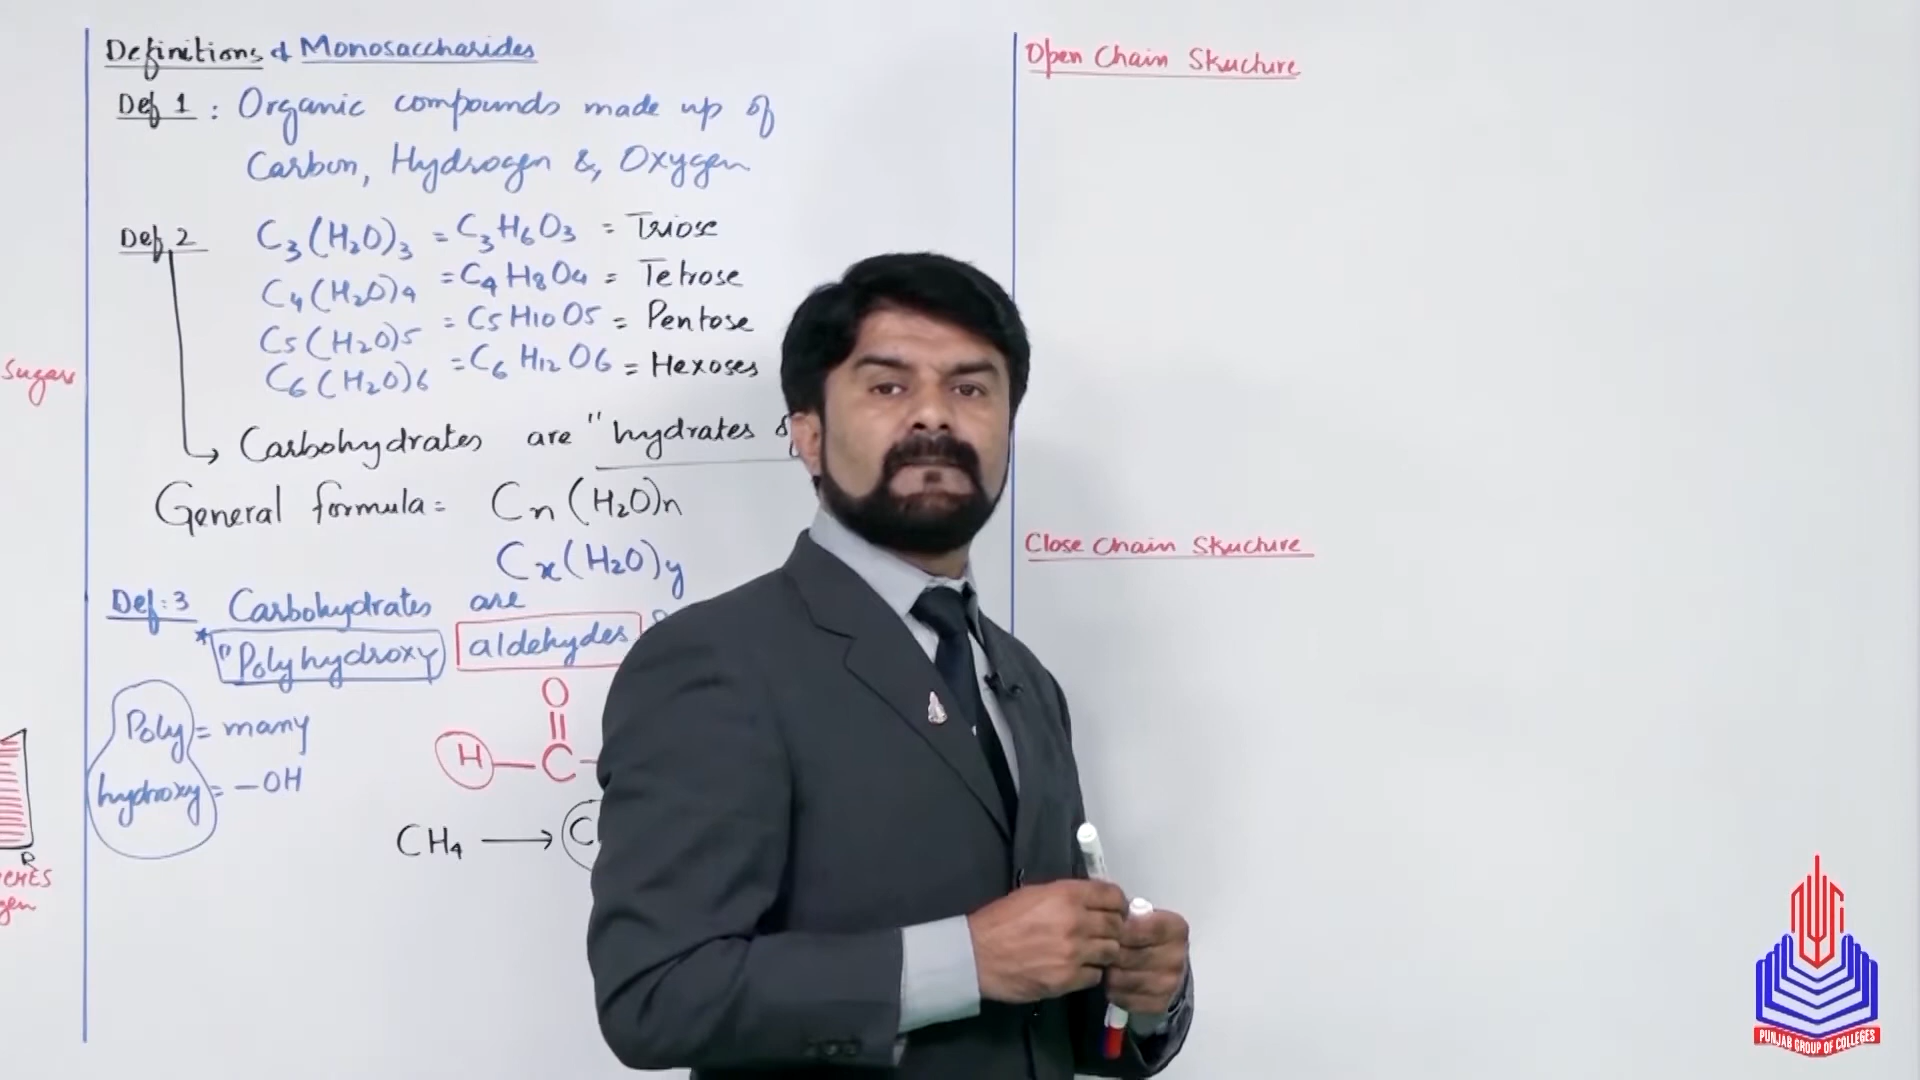 Definitions & Monosaccharides
Def 1 : Organic compounds made up of
Carbon, Hydrogen &, Oxygen
Def 2
C3(H2O)3 = C3H6O3 = Triose
C4(H2O)4 = C4H8O4 = Tetrose
C5(H2O)5 = C5H10O5 = Pentose
C6(H2O)6 = C6H12O6 = Hexoses
Carbohydrates are "hydrates
General formula = Cn(H2O)n
Cx(H2O)y
Def:3 Carbohydrates are
* "Polyhydroxy aldehydes
Poly = many
hydroxy = -OH
O
H-C-
CH4 → C
Sugars
Open Chain Structure
Close Chain Structure
PUNJAB GROUP OF COLLEGES